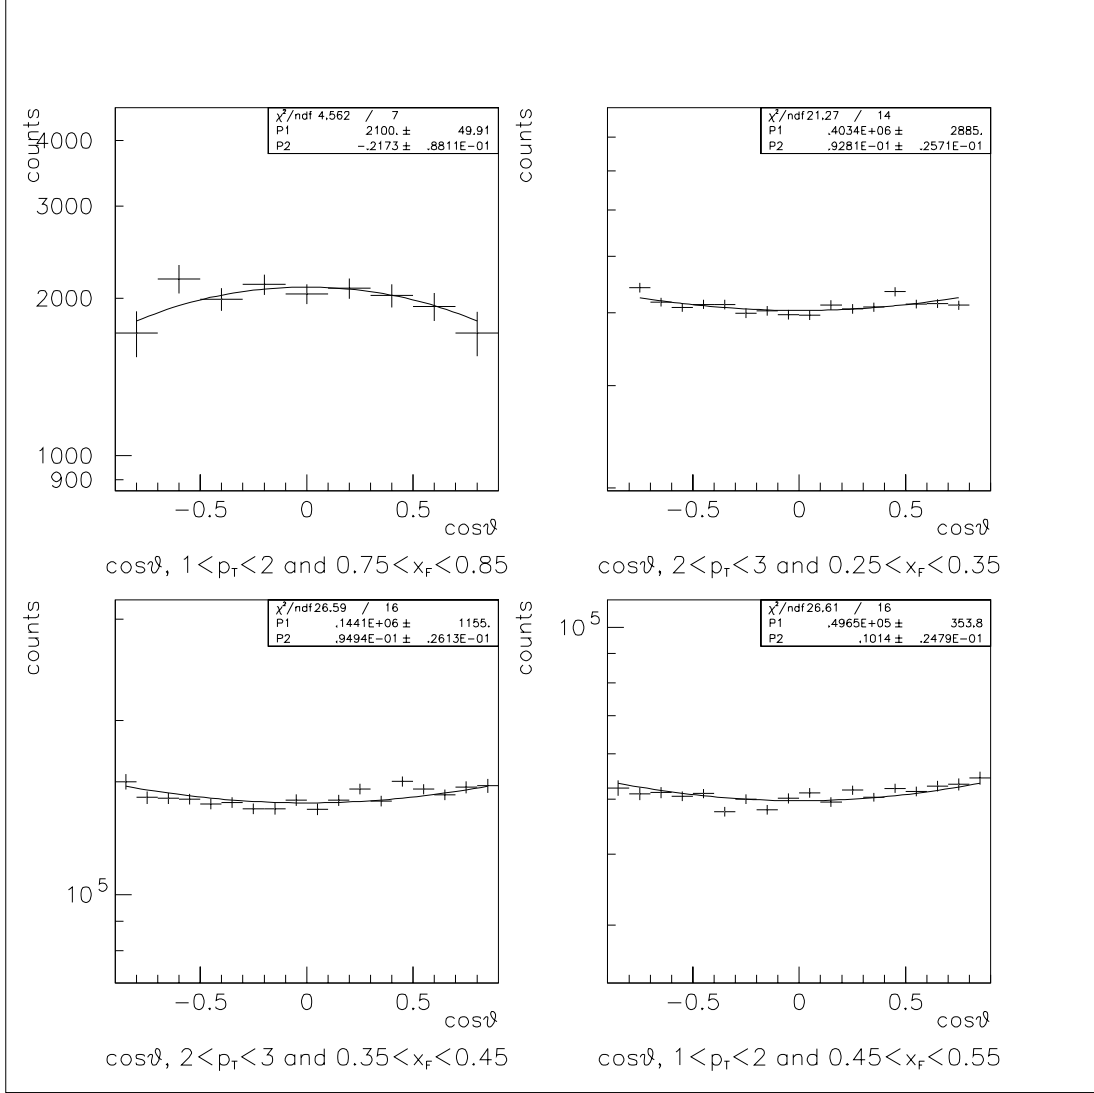 counts
χ²/ndf 4.562 / 7
P1 2100. ± 49.91
P2 -.2173 ± .8811E-01
4000
3000
2000
1000
900
-0.5 0 0.5
cosϑ
cosϑ, 1<p_T<2 and 0.75<x_F<0.85
counts
χ²/ndf 21.27 / 14
P1 .4034E+06 ± 2885.
P2 .9281E-01 ± .2571E-01
-0.5 0 0.5
cosϑ
cosϑ, 2<p_T<3 and 0.25<x_F<0.35
counts
χ²/ndf 26.59 / 16
P1 .1441E+06 ± 1155.
P2 .9494E-01 ± .2613E-01
10⁵
-0.5 0 0.5
cosϑ
cosϑ, 2<p_T<3 and 0.35<x_F<0.45
counts
χ²/ndf 26.61 / 16
P1 .4965E+05 ± 353.8
P2 .1014 ± .2479E-01
10⁵
-0.5 0 0.5
cosϑ
cosϑ, 1<p_T<2 and 0.45<x_F<0.55